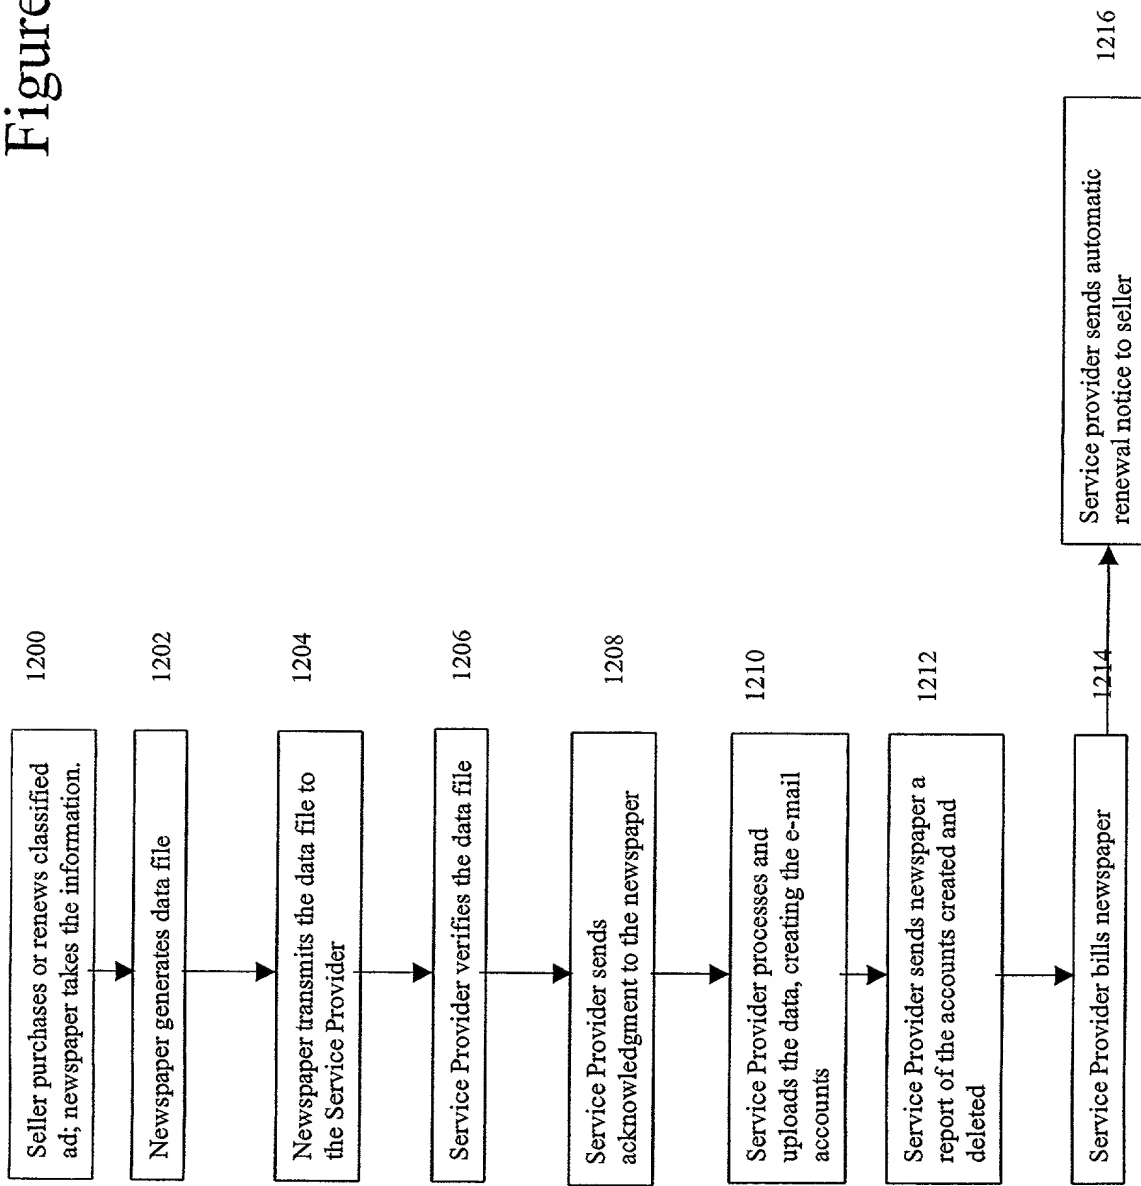 Figure
Seller purchases or renews classified
ad; newspaper takes the information.
1200
Newspaper generates data file
1202
Newspaper transmits the data file to
the Service Provider
1204
Service Provider verifies the data file
1206
Service Provider sends
acknowledgment to the newspaper
1208
Service Provider processes and
uploads the data, creating the e-mail
accounts
1210
Service Provider sends newspaper a
report of the accounts created and
deleted
1212
Service Provider bills newspaper
1214
Service provider sends automatic
renewal notice to seller
1216